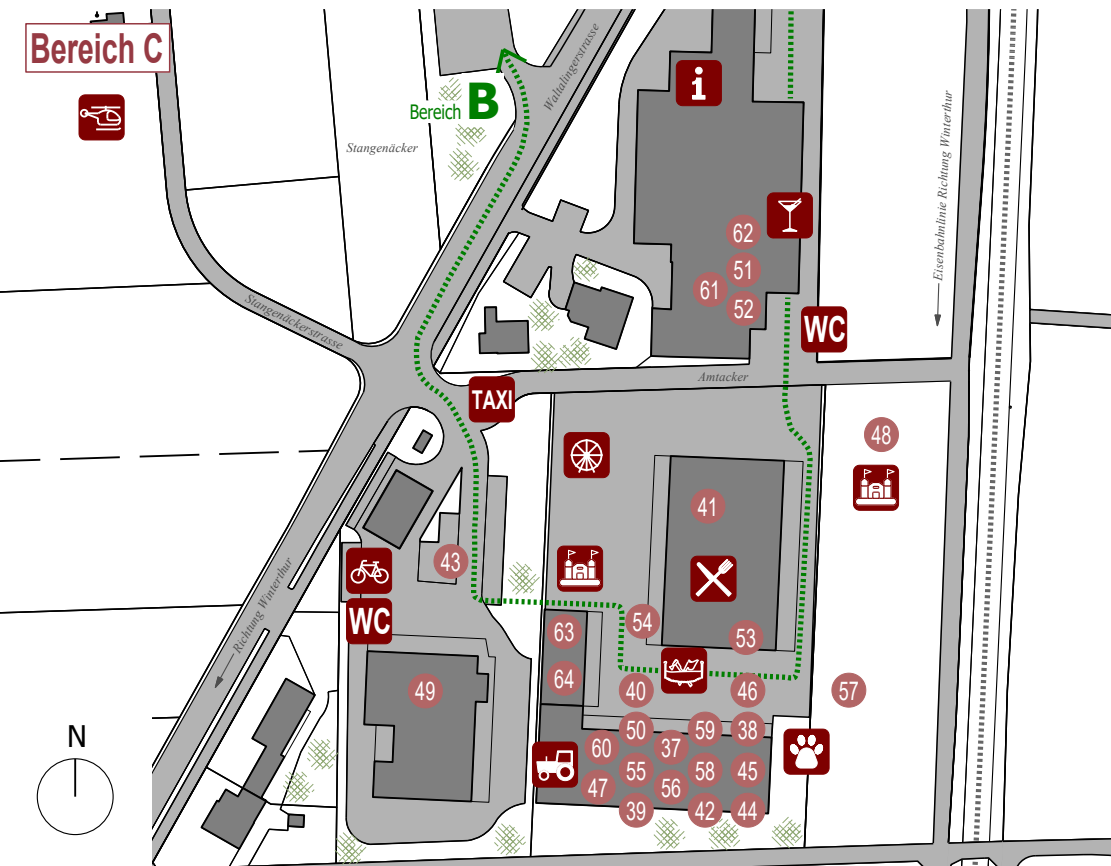 Bereich C
Bereich B
Waltalingerstrasse
Stangenäcker
Eisenbahnlinie Richtung Winterthur
62
51
61
52
Stangenäckerstrasse
WC
Amtacker
TAXI
48
41
43
Richtung Winterthur
WC
54
63
53
64
49
40
46
57
N
50
59
38
60
37
55
58
45
47
56
39
42
44